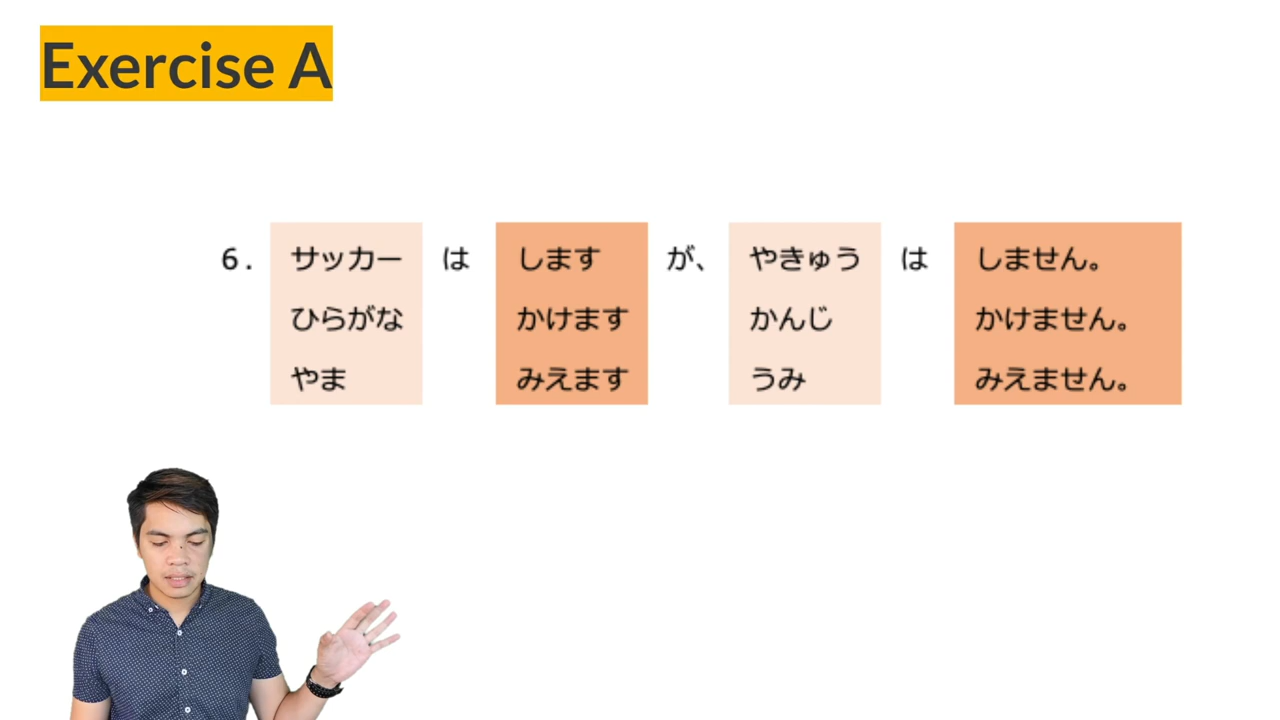 Exercise A
6. サッカー は します が、 やきゅう は しません。
ひらがな かけます かんじ かけません。
やま みえます うみ みえません。